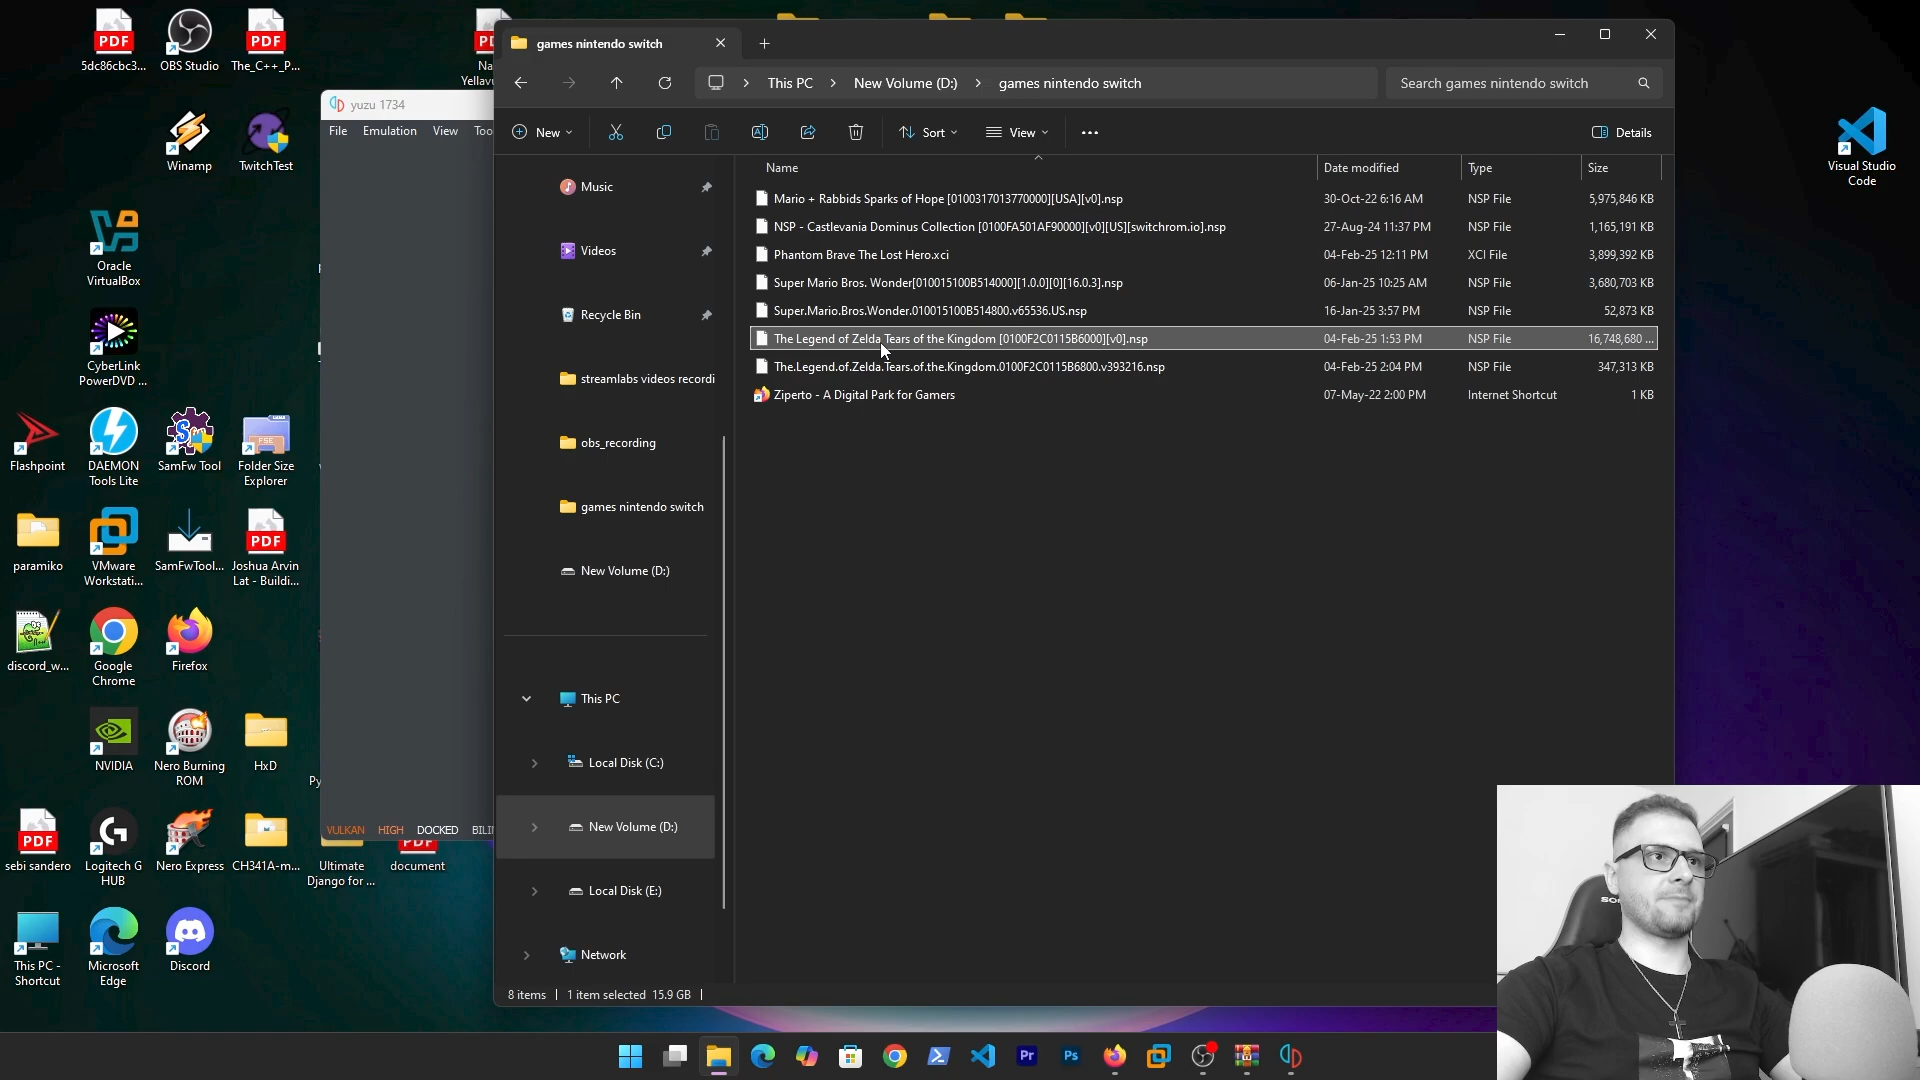 5dc86cbc3...
OBS Studio
The_C++_P...
Na
Yellavu
Winamp
TwitchTest
Oracle
VirtualBox
CyberLink
PowerDVD ...
Flashpoint
DAEMON
Tools Lite
SamFw Tool
Folder Size
Explorer
paramiko
VMware
Workstati...
SamFwTool...
Joshua Arvin
Lat - Buildi...
discord_w...
Google
Chrome
Firefox
NVIDIA
Nero Burning
ROM
HxD
Py
sebi sandero
Logitech G
HUB
Nero Express
CH341A-m...
Ultimate
Django for ...
document
This PC -
Shortcut
Microsoft
Edge
Discord
yuzu 1734
File Emulation View Too
VULKAN HIGH DOCKED BILIN
games nintendo switch
This PC > New Volume (D:) > games nintendo switch
Search games nintendo switch
New
Sort
View
Details
Music
Videos
Recycle Bin
streamlabs videos recordi
obs_recording
games nintendo switch
New Volume (D:)
This PC
Local Disk (C:)
New Volume (D:)
Local Disk (E:)
Network
Name Date modified Type Size
Mario + Rabbids Sparks of Hope [0100317013770000][USA][v0].nsp 30-Oct-22 6:16 AM NSP File 5,975,846 KB
NSP - Castlevania Dominus Collection [0100FA501AF90000][v0][US][switchrom.io].nsp 27-Aug-24 11:37 PM NSP File 1,165,191 KB
Phantom Brave The Lost Hero.xci 04-Feb-25 12:11 PM XCI File 3,899,392 KB
Super Mario Bros. Wonder[010015100B514000][1.0.0][0][16.0.3].nsp 06-Jan-25 10:25 AM NSP File 3,680,703 KB
Super.Mario.Bros.Wonder.010015100B514800.v65536.US.nsp 16-Jan-25 3:57 PM NSP File 52,873 KB
The Legend of Zelda Tears of the Kingdom [0100F2C0115B6000][v0].nsp 04-Feb-25 1:53 PM NSP File 16,748,680 ...
The.Legend.of.Zelda.Tears.of.the.Kingdom.0100F2C0115B6800.v393216.nsp 04-Feb-25 2:04 PM NSP File 347,313 KB
Ziperto - A Digital Park for Gamers 07-May-22 2:00 PM Internet Shortcut 1 KB
8 items | 1 item selected 15.9 GB |
Visual Studio
Code